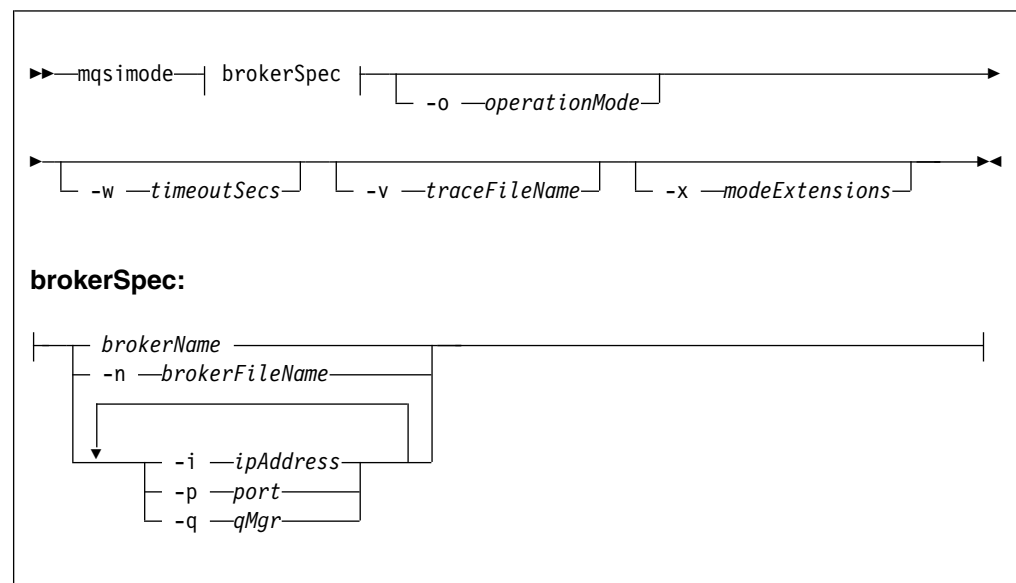 mqsimode brokerSpec
-o operationMode
-w timeoutSecs -v traceFileName -x modeExtensions
brokerSpec:
brokerName
-n brokerFileName
-i ipAddress
-p port
-q qMgr